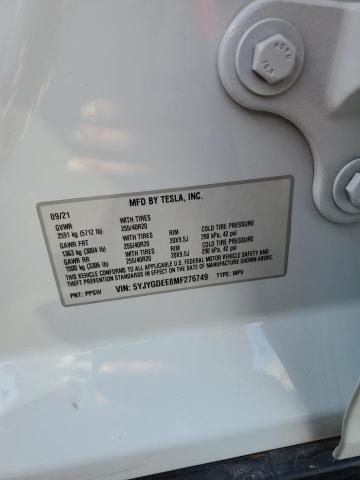 MFD BY TESLA, INC.
09/21
GVWR
2591 kg (5712 lb)
GAWR FRT WITH TIRES RIM COLD TIRE PRESSURE
1363 kg (3004 lb) 255/40R20 20X9.5J 290 kPa, 42 psi
GAWR RR WITH TIRES RIM COLD TIRE PRESSURE
1500 kg (3306 lb) 255/40R20 20X9.5J 290 kPa, 42 psi
WITH TIRES
255/40R20
THIS VEHICLE CONFORMS TO ALL APPLICABLE U.S. FEDERAL MOTOR VEHICLE SAFETY AND
THEFT PREVENTION STANDARDS IN EFFECT ON THE DATE OF MANUFACTURE SHOWN ABOVE.
PNT: PPSW VIN: 5YJYGDEE8MF276749 TYPE: MPV